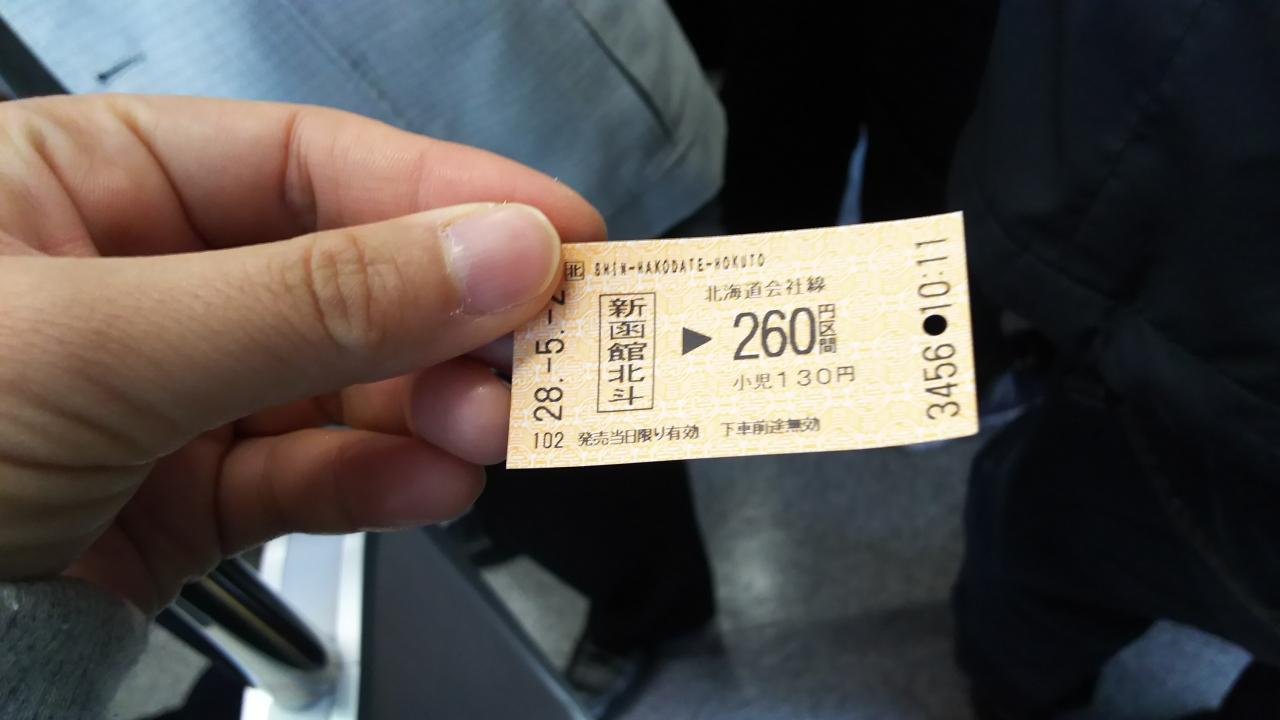 北 SHIN-HAKODATE-HOKUTO
28.-5.-2
新函館北斗
▶
北海道会社線
260円区間
小児130円
3456●10:11
102 発売当日限り有効 下車前途無効